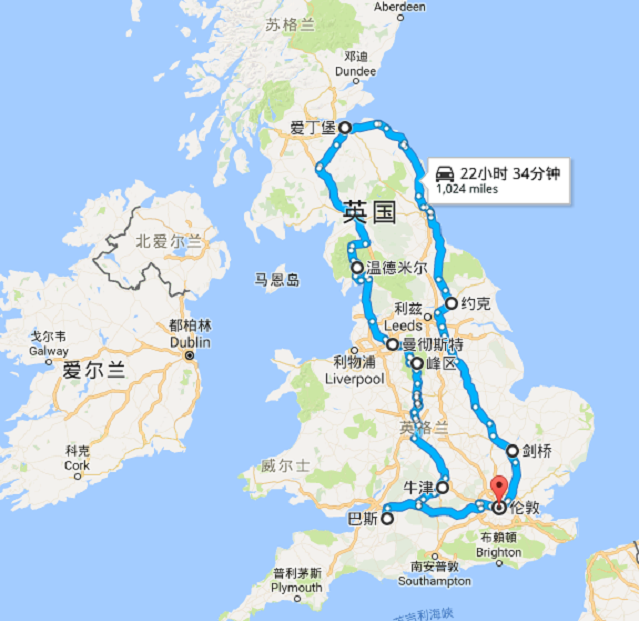 Aberdeen
苏格兰
邓迪
Dundee
爱丁堡
22小时 34分钟
1,024 miles
英国
北爱尔兰
马恩岛
温德米尔
约克
利兹
Leeds
都柏林
Dublin
戈尔韦
Galway
爱尔兰
曼彻斯特
利物浦
Liverpool
峰区
英格兰
科克
Cork
威尔士
剑桥
牛津
巴斯
伦敦
布賴頓
Brighton
南安普敦
Southampton
普利茅斯
Plymouth
英吉利海峡